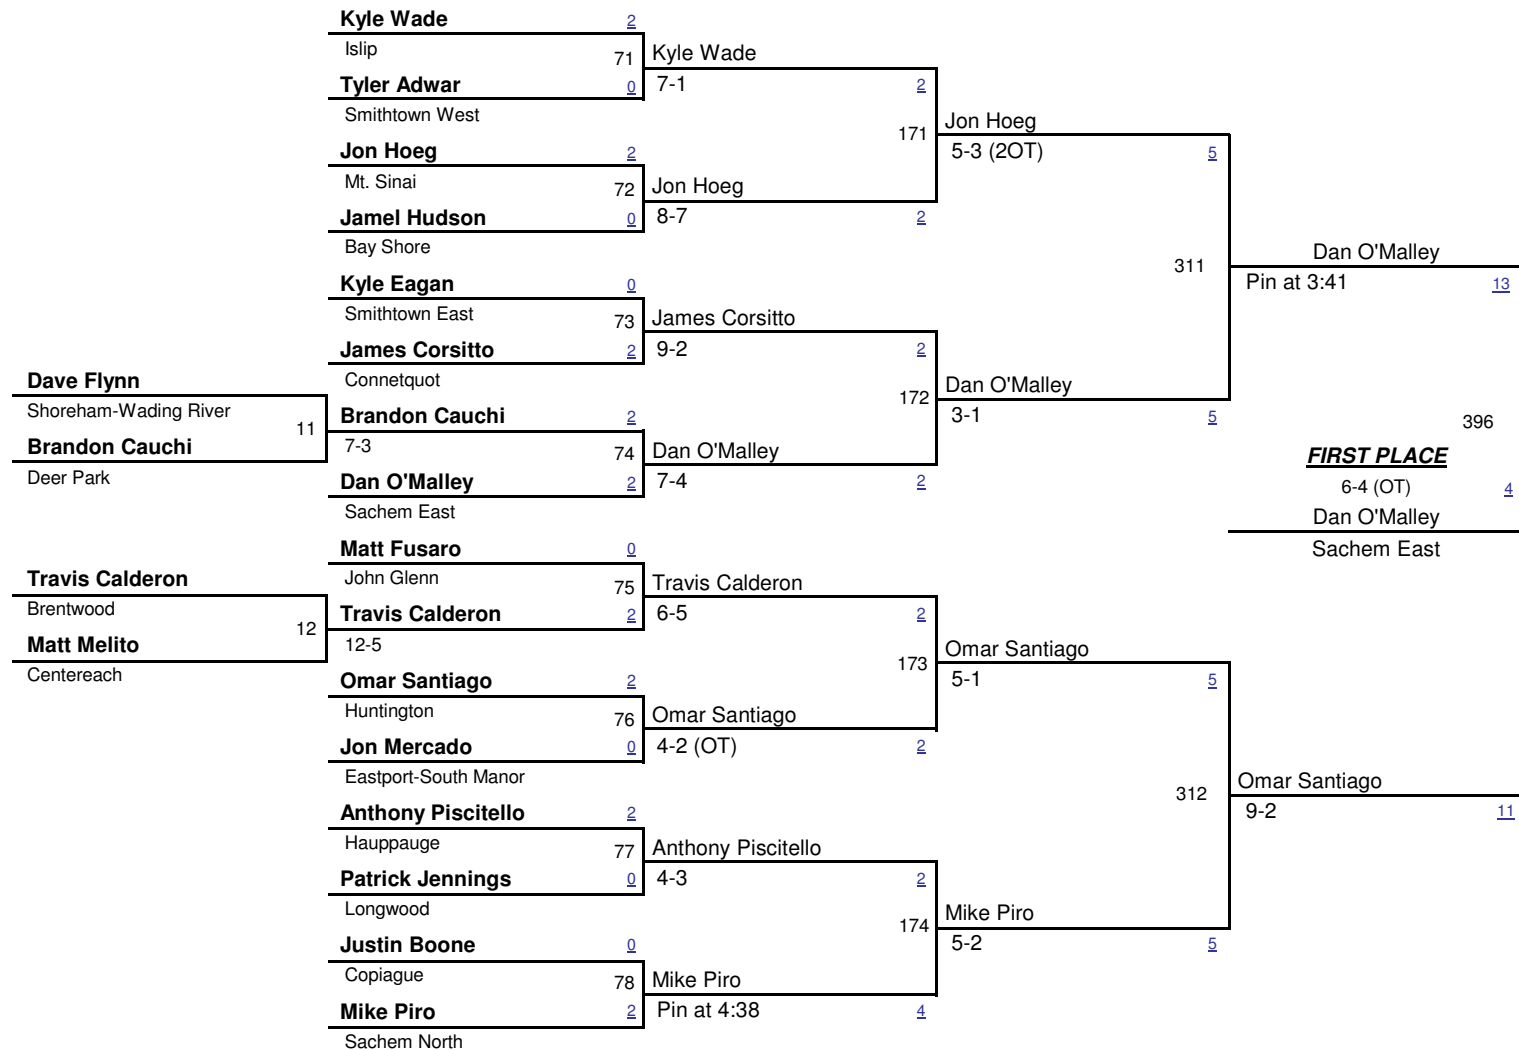 Dave Flynn
Shoreham-Wading River
11
Brandon Cauchi
Deer Park
Travis Calderon
Brentwood
12
Matt Melito
Centereach
Kyle Wade 2
Islip
71
Tyler Adwar 0
Smithtown West
Jon Hoeg 2
Mt. Sinai
72
Jamel Hudson 0
Bay Shore
Kyle Eagan 0
Smithtown East
73
James Corsitto 2
Connetquot
Brandon Cauchi 2
7-3
74
Dan O'Malley 2
Sachem East
Matt Fusaro 0
John Glenn
75
Travis Calderon 2
12-5
Omar Santiago 2
Huntington
76
Jon Mercado 0
Eastport-South Manor
Anthony Piscitello 2
Hauppauge
77
Patrick Jennings 0
Longwood
Justin Boone 0
Copiague
78
Mike Piro 2
Sachem North
Kyle Wade
7-1 2
171
Jon Hoeg
8-7 2
James Corsitto
9-2 2
172
Dan O'Malley
7-4 2
Travis Calderon
6-5 2
173
Omar Santiago
4-2 (OT) 2
Anthony Piscitello
4-3 2
174
Mike Piro
Pin at 4:38 4
Jon Hoeg
5-3 (2OT) 5
311
Dan O'Malley
3-1 5
Omar Santiago
5-1 5
312
Mike Piro
5-2 5
Dan O'Malley
Pin at 3:41 13
396
FIRST PLACE
6-4 (OT) 4
Dan O'Malley
Sachem East
Omar Santiago
9-2 11